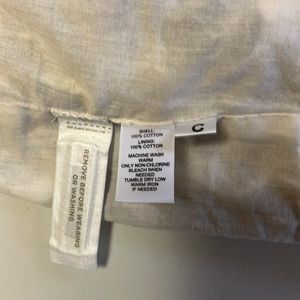 SHELL:
100% COTTON
LINING:
100% COTTON
MACHINE WASH
WARM
ONLY NON-CHLORINE
BLEACH WHEN
NEEDED
TUMBLE DRY LOW
WARM IRON
IF NEEDED
C
REMOVE BEFORE WEARING
OR WASHING